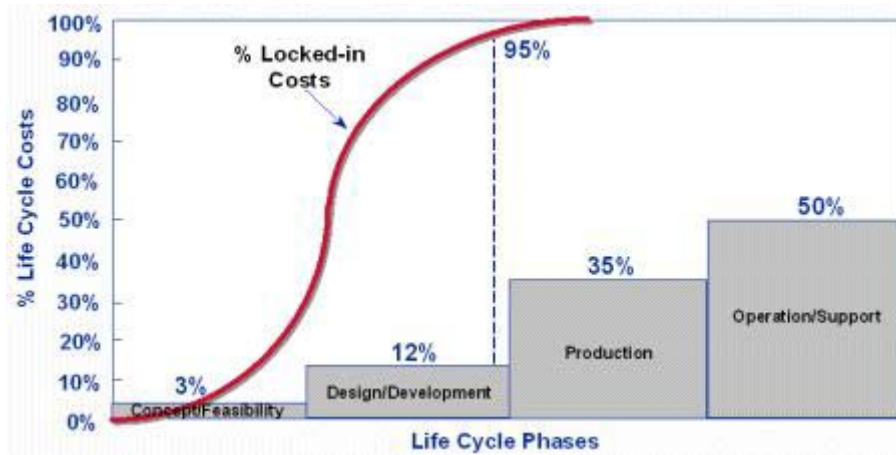 100%
90%
80%
70%
60%
50%
40%
30%
20%
10%
0%
% Life Cycle Costs
% Locked-in
Costs
95%
3%
Concept/Feasibility
12%
Design/Development
35%
Production
50%
Operation/Support
Life Cycle Phases